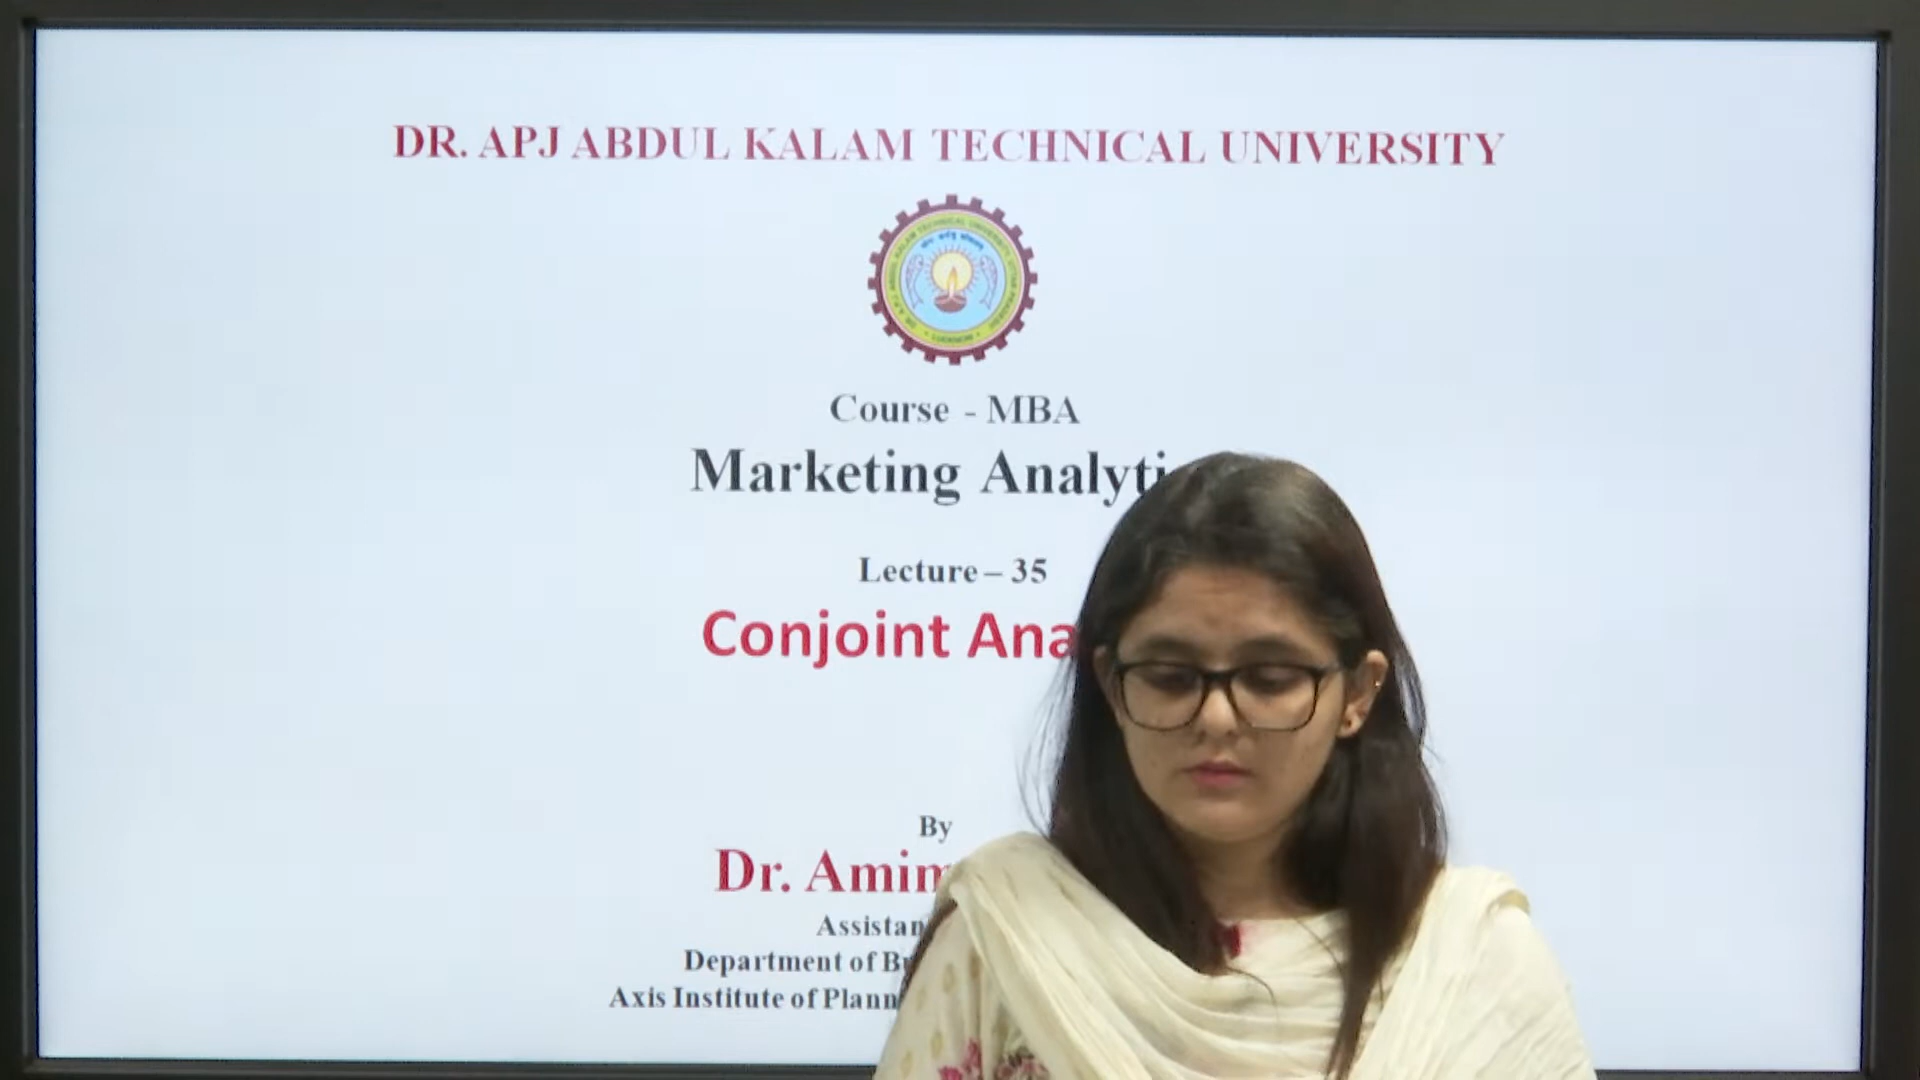 DR. APJ ABDUL KALAM TECHNICAL UNIVERSITY
Course - MBA
Marketing Analyti
Lecture – 35
Conjoint Ana
By
Dr. Amim
Assistan
Department of Bu
Axis Institute of Plann